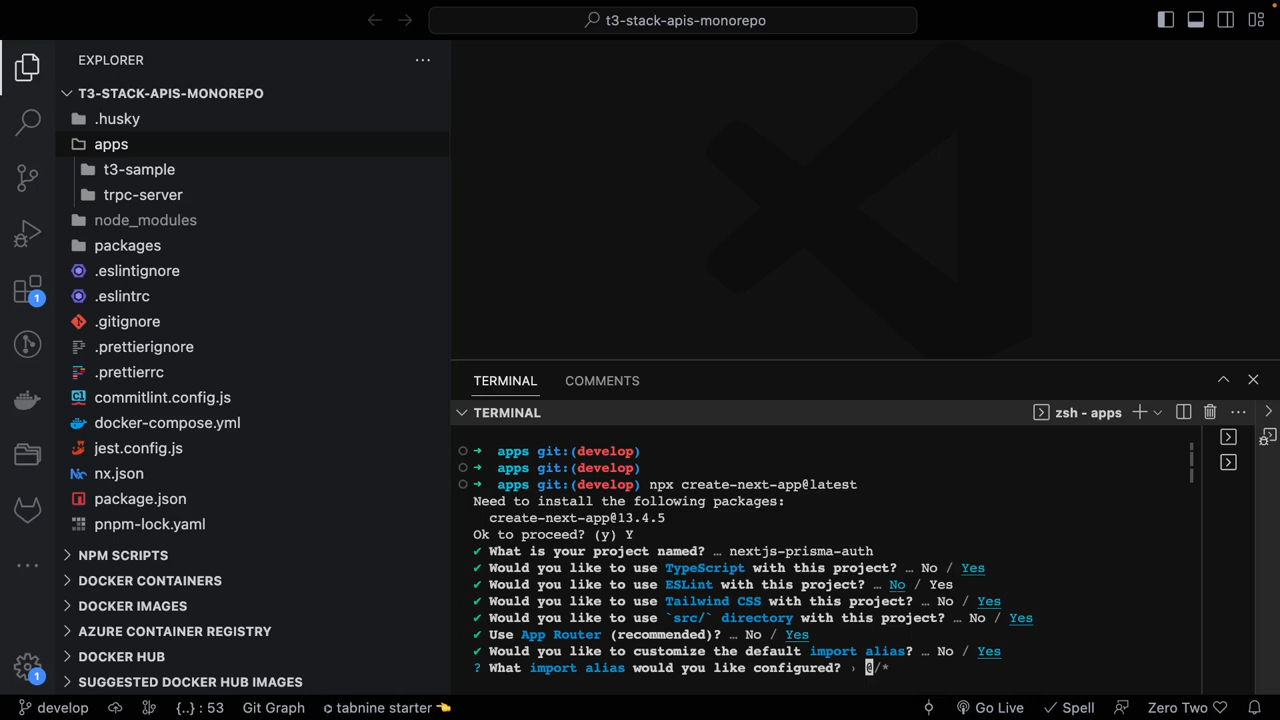 t3-stack-apis-monorepo
EXPLORER
T3-STACK-APIS-MONOREPO
.husky
apps
t3-sample
trpc-server
node_modules
packages
.eslintignore
.eslintrc
.gitignore
.prettierignore
.prettierrc
commitlint.config.js
docker-compose.yml
jest.config.js
nx.json
package.json
pnpm-lock.yaml
NPM SCRIPTS
DOCKER CONTAINERS
DOCKER IMAGES
AZURE CONTAINER REGISTRY
DOCKER HUB
SUGGESTED DOCKER HUB IMAGES
1
1
TERMINAL COMMENTS
TERMINAL
zsh - apps
➜ apps git:(develop)
➜ apps git:(develop)
➜ apps git:(develop) npx create-next-app@latest
Need to install the following packages:
create-next-app@13.4.5
Ok to proceed? (y) Y
✔ What is your project named? … nextjs-prisma-auth
✔ Would you like to use TypeScript with this project? … No / Yes
✔ Would you like to use ESLint with this project? … No / Yes
✔ Would you like to use Tailwind CSS with this project? … No / Yes
✔ Would you like to use `src/` directory with this project? … No / Yes
✔ Use App Router (recommended)? … No / Yes
✔ Would you like to customize the default import alias? … No / Yes
? What import alias would you like configured? › @/*
develop {..} : 53 Git Graph tabnine starter 👈 Go Live Spell Zero Two